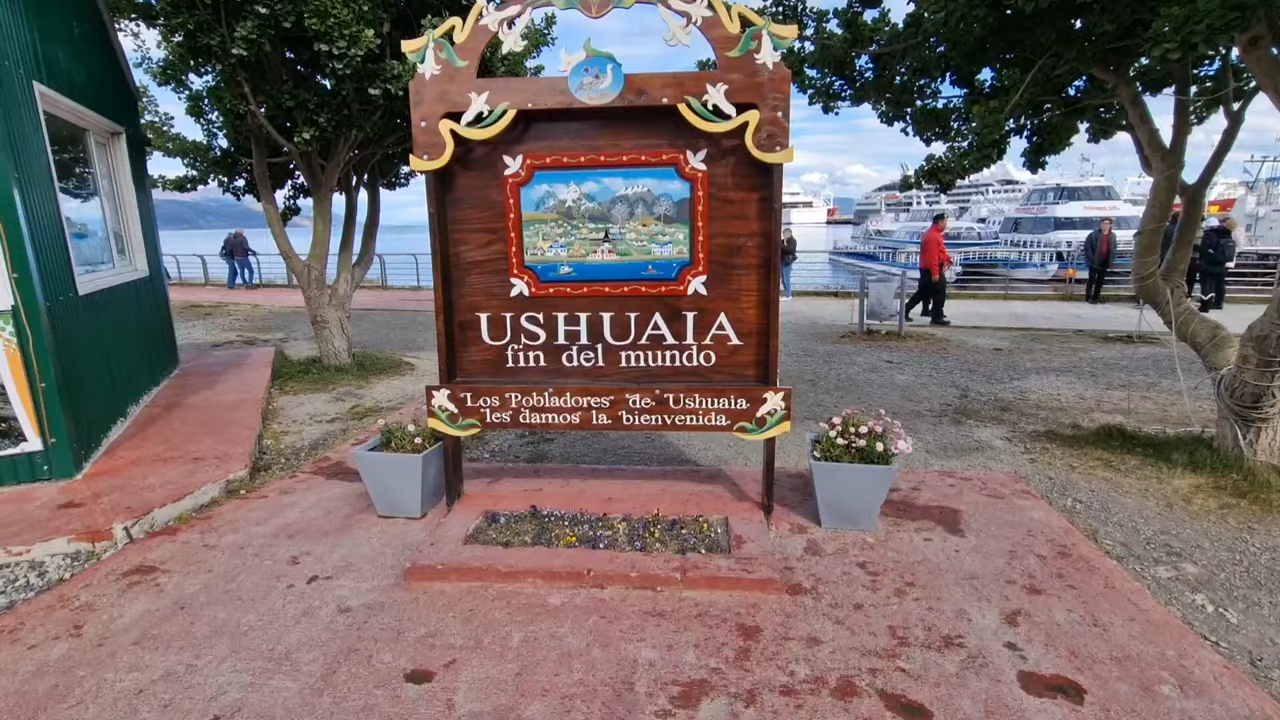 USHUAIA
fin del mundo
Los Pobladores de Ushuaia
les damos la bienvenida